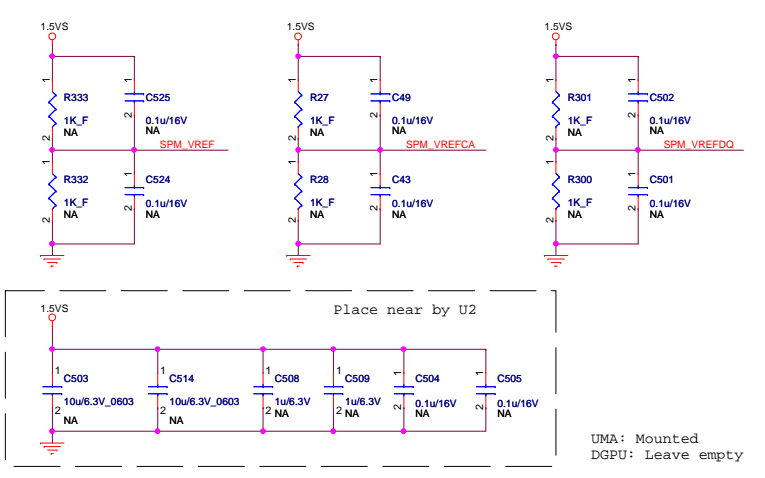 1.5VS 1.5VS 1.5VS
1 1 1 1 1 1
R333 C525 R27 C49 R301 C502
1K_F 0.1u/16V 1K_F 0.1u/16V 1K_F 0.1u/16V
2 NA 2 NA 2 NA 2 NA 2 NA 2 NA
SPM_VREF SPM_VREFCA SPM_VREFDQ
1 1 1 1 1 1
R332 C524 R28 C43 R300 C501
1K_F 0.1u/16V 1K_F 0.1u/16V 1K_F 0.1u/16V
2 NA 2 NA 2 NA 2 NA 2 NA 2 NA
1.5VS Place near by U2
1 1 1 1 1 1
C503 C514 C508 C509 C504 C505
10u/6.3V_0603 10u/6.3V_0603 1u/6.3V 1u/6.3V 0.1u/16V 0.1u/16V
2 NA 2 NA 2 NA 2 NA 2 NA 2 NA
UMA: Mounted
DGPU: Leave empty